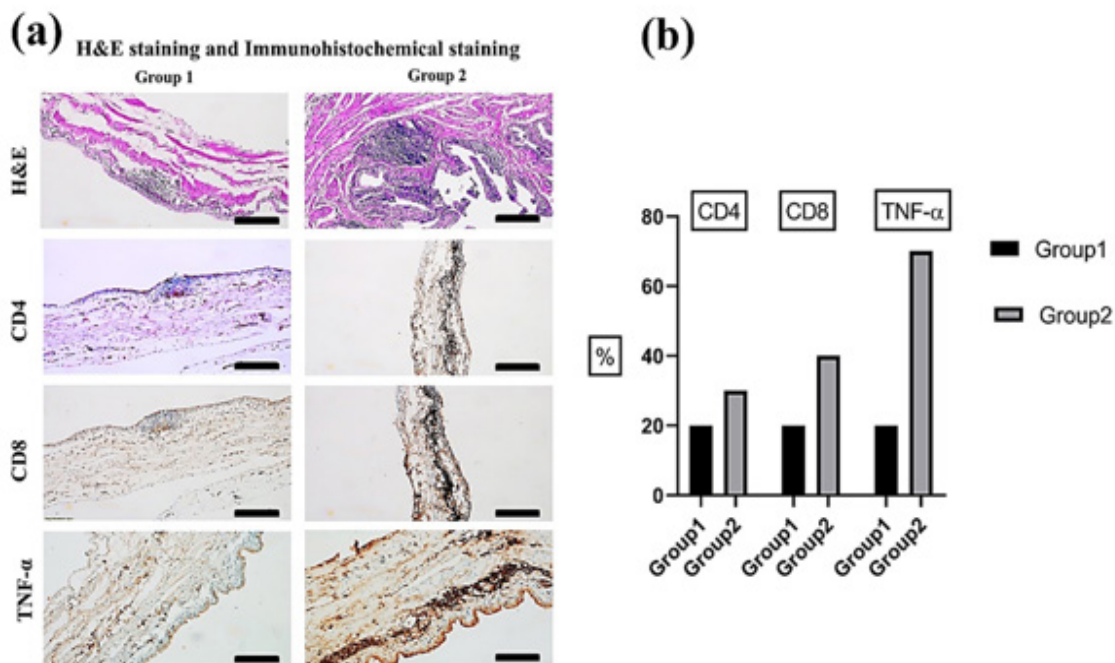 (a)
H&E staining and Immunohistochemical staining
Group 1
Group 2
H&E
CD4
CD8
TNF-α
(b)
CD4
CD8
TNF-α
80
60
40
20
0
%
Group1
Group2
Group1
Group2
Group1
Group2
Group1
Group2